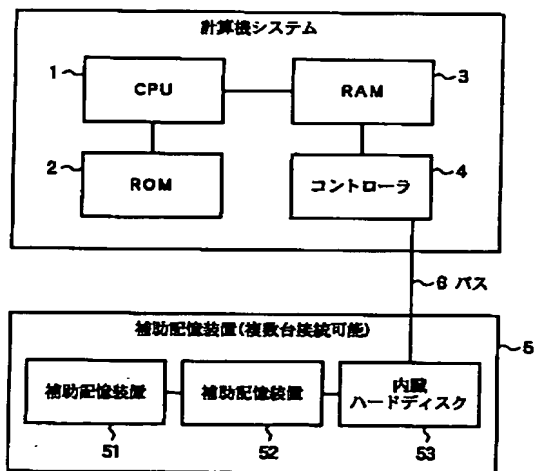 計算機システム
1 CPU
RAM 3
2 ROM
コントローラ 4
6 バス
補助記憶装置(複数台接続可能)
5
補助記憶装置
補助記憶装置
内臓
ハードディスク
51
52
53